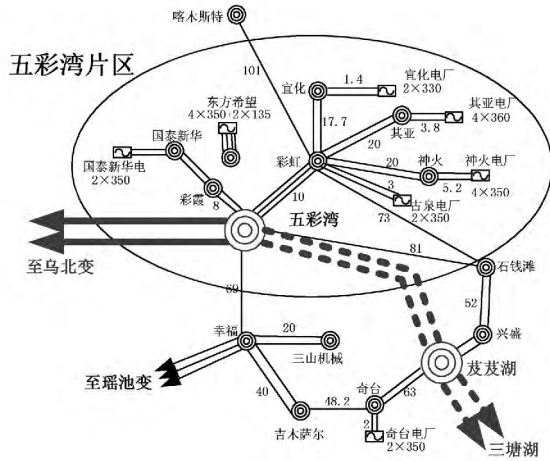 喀木斯特
五彩湾片区
101
东方希望
4×350+2×135
宜化
1.4
宜化电厂
2×330
17.7
其亚
3.8
其亚电厂
4×360
国泰新华
国泰新华电
2×350
彩虹
20
20
神火
5.2
神火电厂
4×350
彩霞
8
10
3
古泉电厂
2×350
73
五彩湾
至乌北变
81
石钱滩
69
52
幸福
20
三山机械
兴盛
至瑶池变
芨芨湖
40
48.2
奇台
63
吉木萨尔
2
奇台电厂
2×350
三塘湖